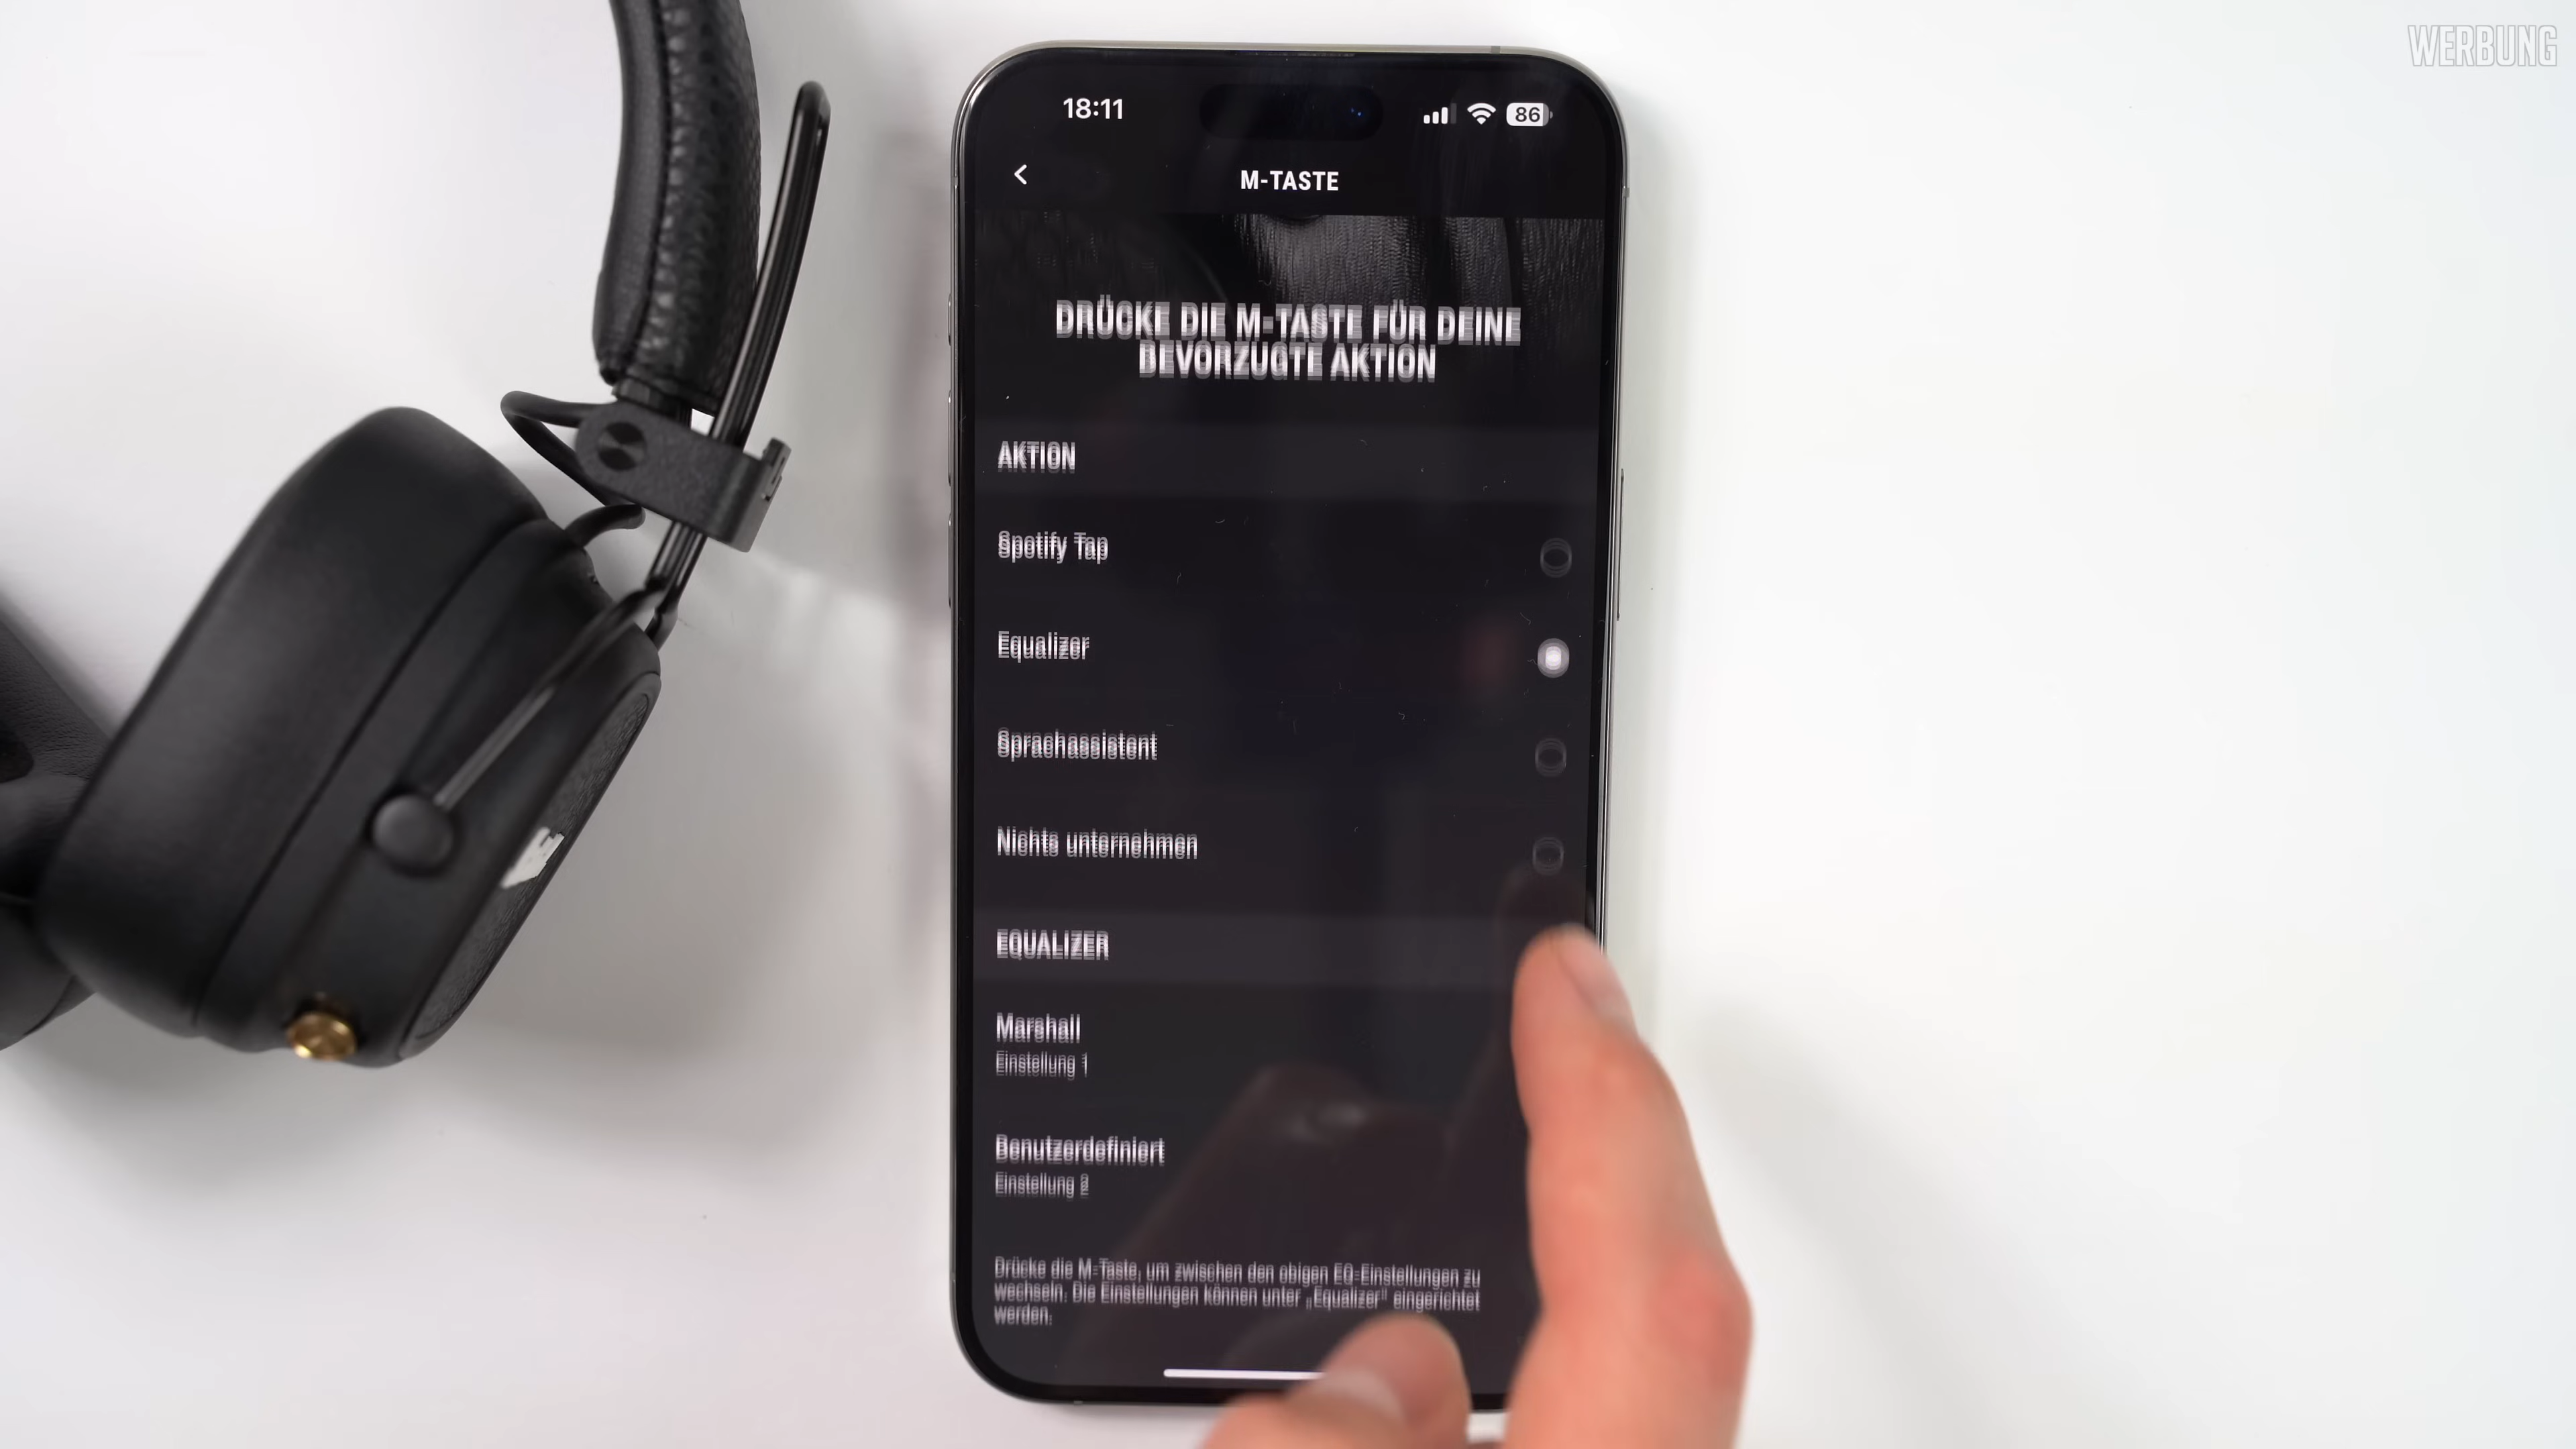 WERBUNG
18:11
86
M-TASTE
DRÜCKE DIE M-TASTE FÜR DEINE
BEVORZUGTE AKTION
AKTION
Spotify Tap
Equalizer
Sprachassistent
Nichts unternehmen
EQUALIZER
Marshall
Einstellung 1
Benutzerdefiniert
Einstellung 2
Drücke die M-Taste, um zwischen den obigen EQ-Einstellungen zu
wechseln. Die Einstellungen können unter „Equalizer" eingerichtet
werden.